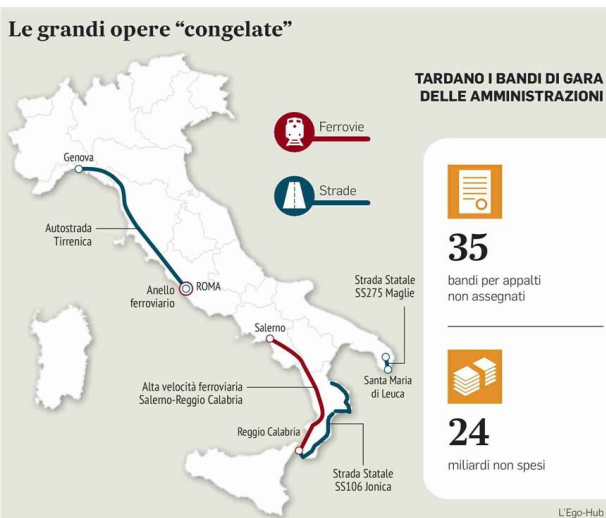 Le grandi opere “congelate”
TARDANO I BANDI DI GARA
DELLE AMMINISTRAZIONI
Ferrovie
Strade
Genova
Autostrada
Tirrenica
Anello
ferroviario
ROMA
Strada Statale
SS275 Maglie
Salerno
Santa Maria
di Leuca
Alta velocità ferroviaria
Salerno-Reggio Calabria
Reggio Calabria
Strada Statale
SS106 Jonica
35
bandi per appalti
non assegnati
24
miliardi non spesi
L'Ego-Hub